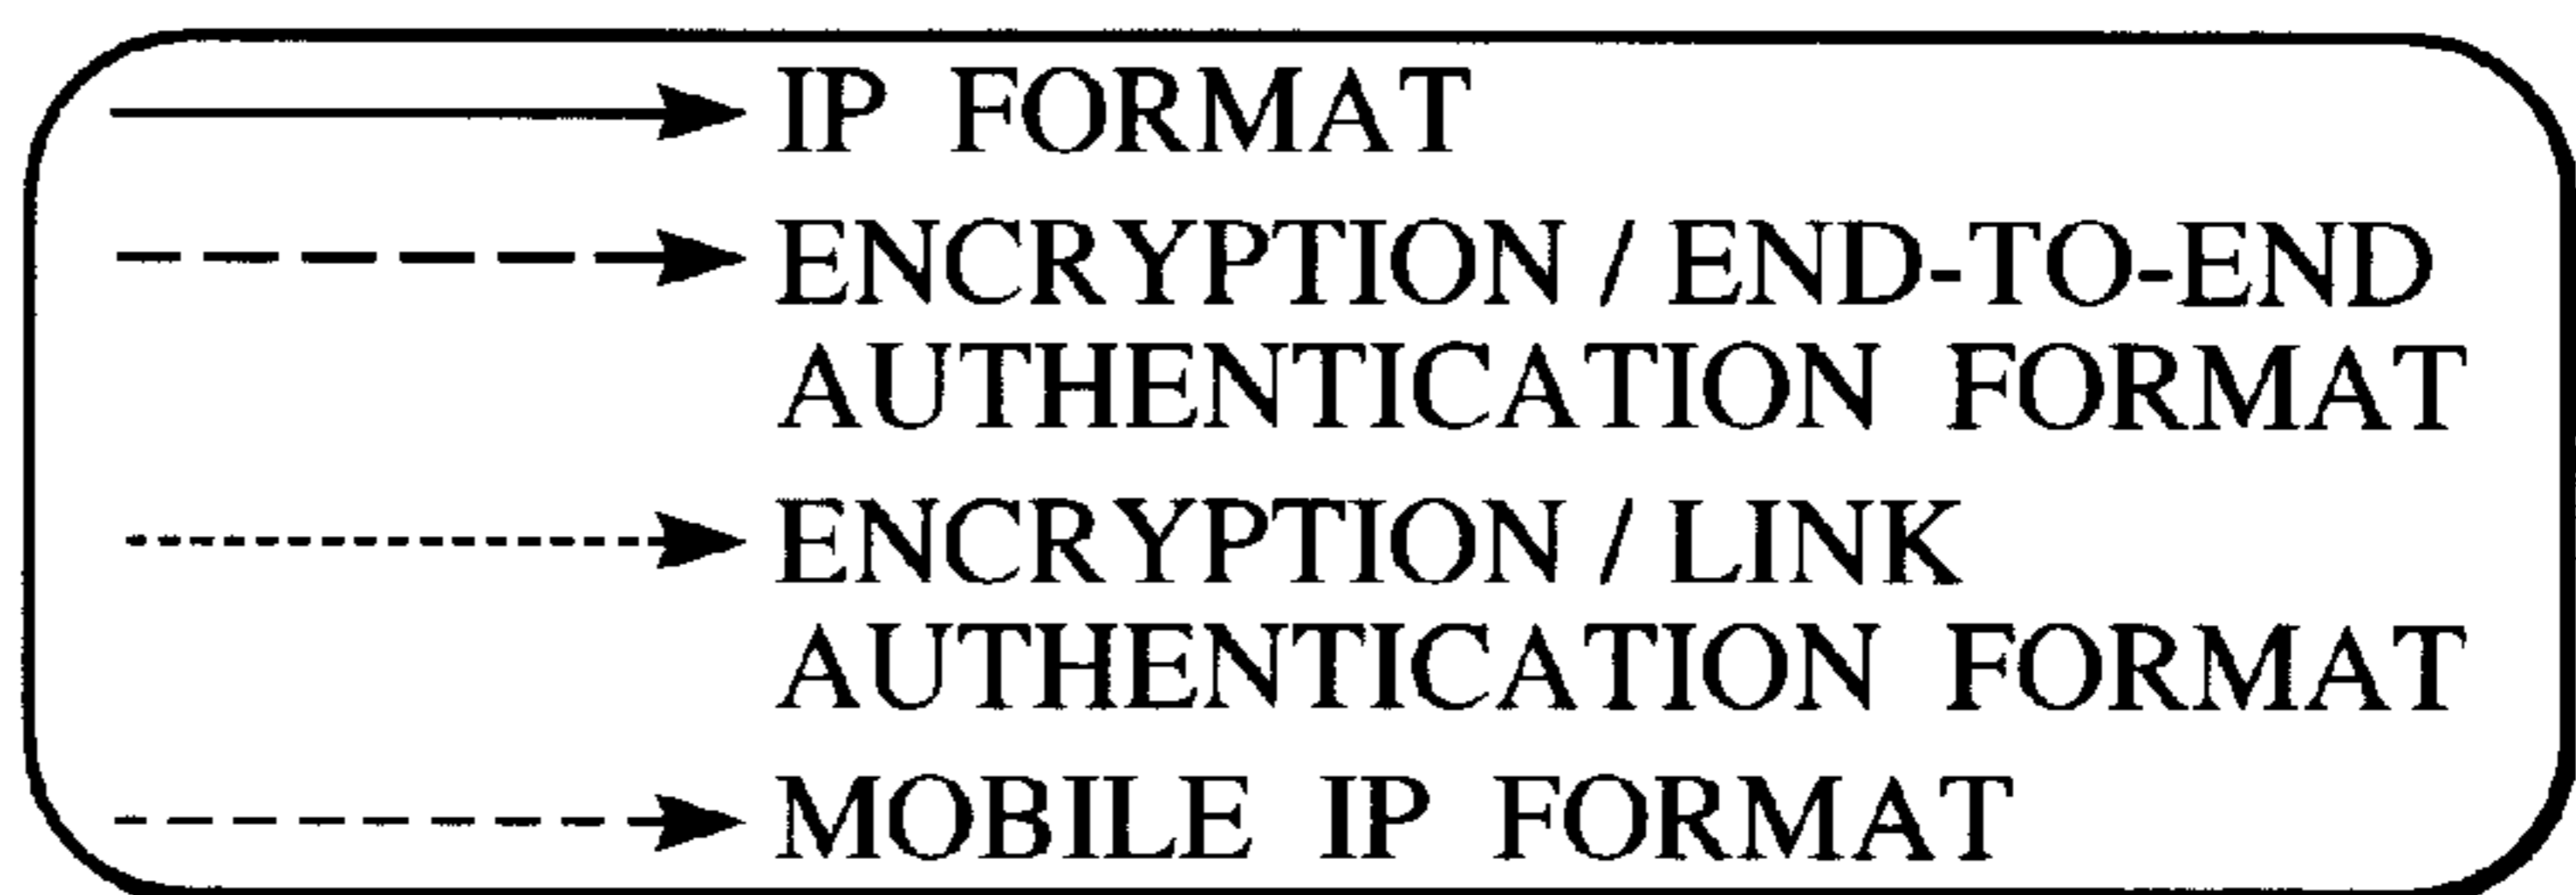 IP FORMAT
ENCRYPTION / END-TO-END
AUTHENTICATION FORMAT
ENCRYPTION / LINK
AUTHENTICATION FORMAT
MOBILE IP FORMAT